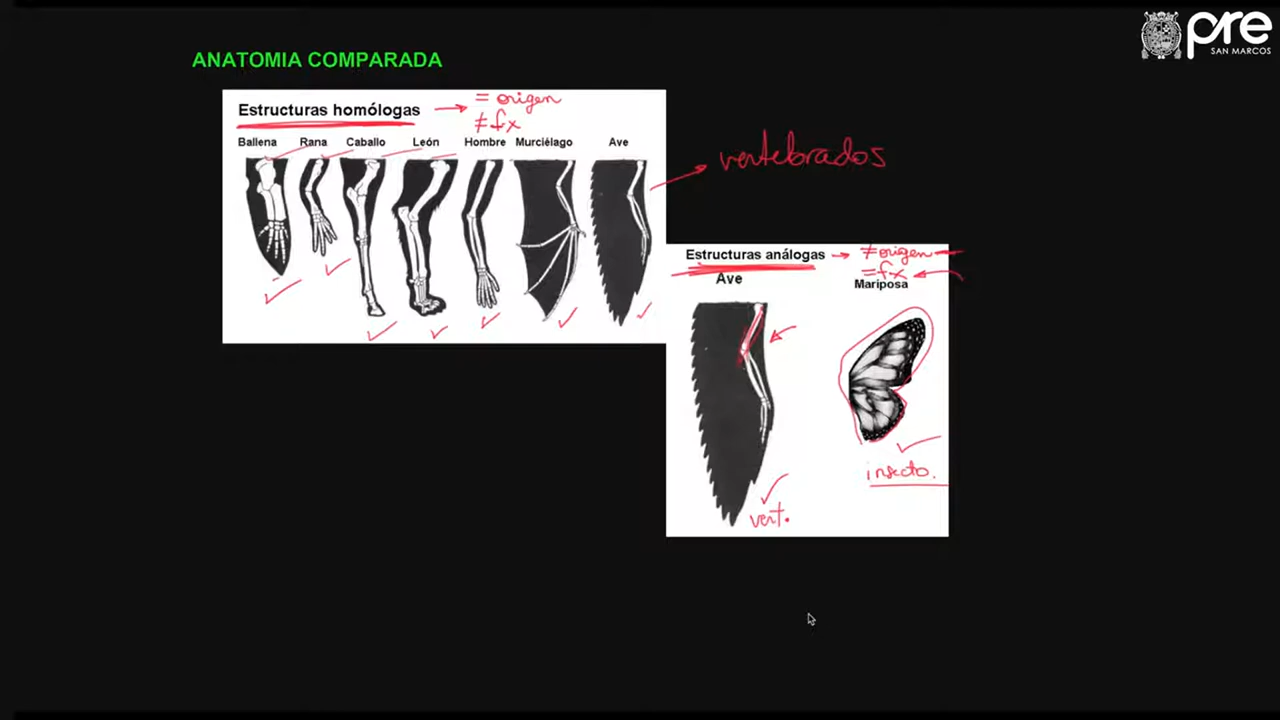 pre
SAN MARCOS
ANATOMIA COMPARADA
Estructuras homólogas → = origen
≠ fx
Ballena Rana Caballo León Hombre Murciélago Ave
vertebrados
Estructuras análogas → ≠ origen
= fx
Ave Mariposa
insecto.
vert.